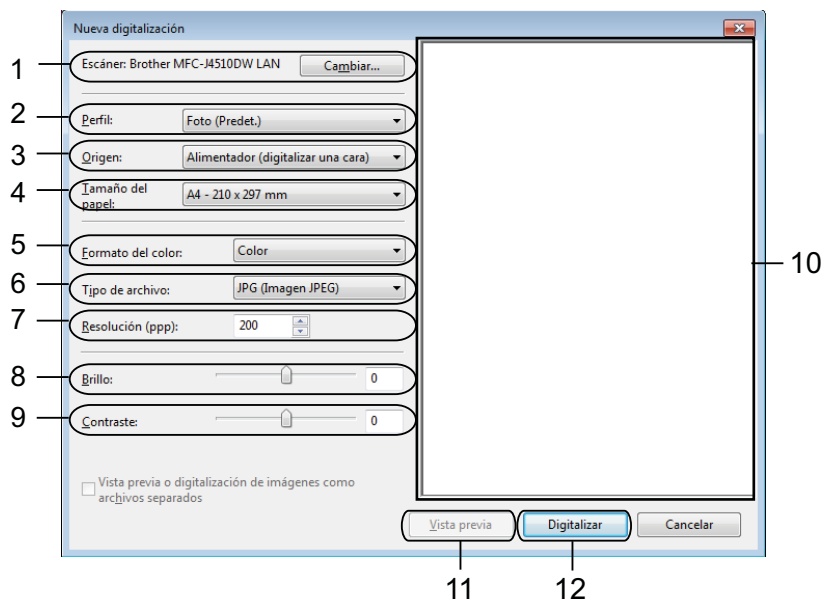 Nueva digitalización
1 Escáner: Brother MFC-J4510DW LAN Cambiar...
2 Perfil: Foto (Predet.)
3 Origen: Alimentador (digitalizar una cara)
4 Tamaño del papel: A4 - 210 x 297 mm
5 Formato del color: Color
6 Tipo de archivo: JPG (Imagen JPEG)
7 Resolución (ppp): 200
8 Brillo: 0
9 Contraste: 0
10
Vista previa o digitalización de imágenes como
archivos separados
Vista previa Digitalizar Cancelar
11 12